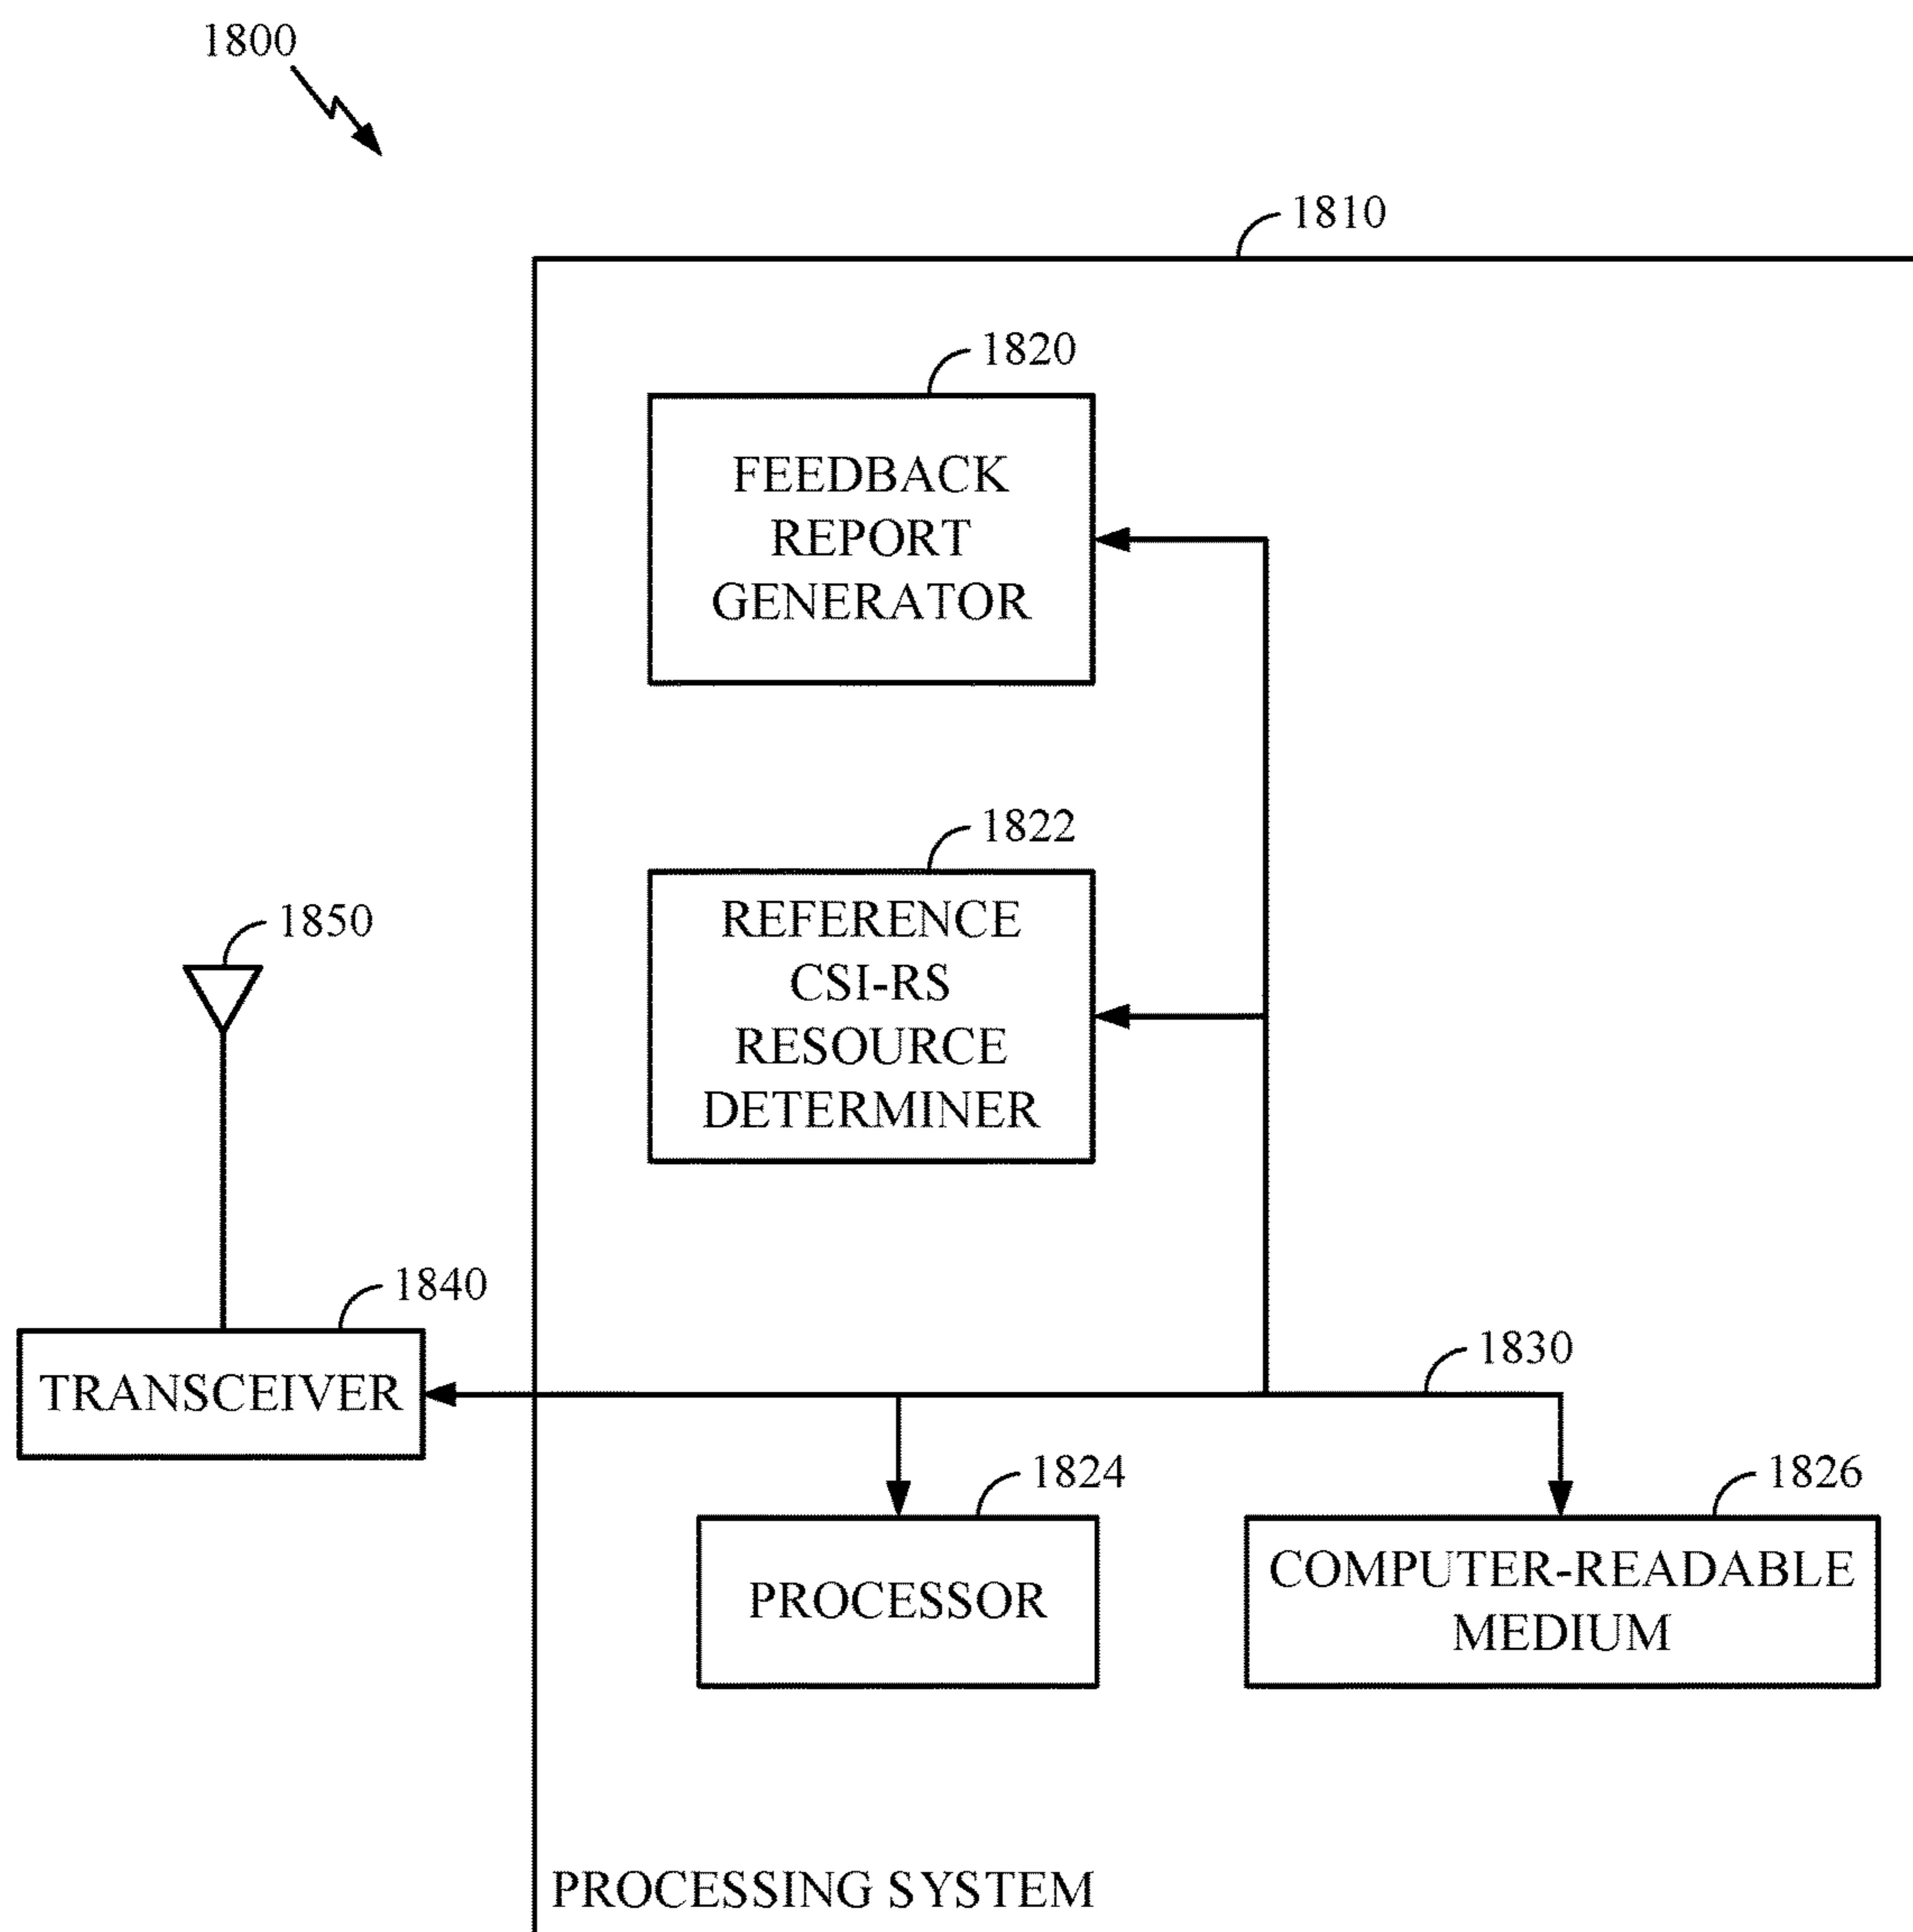 1800
1810
1820
FEEDBACK
REPORT
GENERATOR
1822
REFERENCE
CSI-RS
RESOURCE
DETERMINER
1850
1840
TRANSCEIVER
1830
1824
PROCESSOR
1826
COMPUTER-READABLE
MEDIUM
PROCESSING SYSTEM